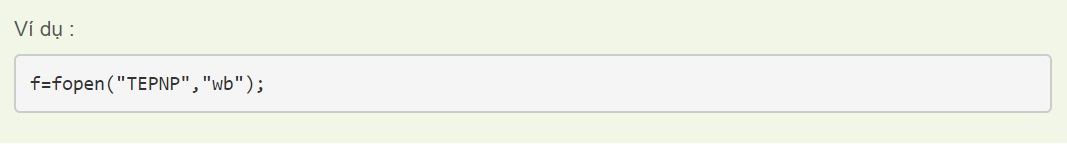 Ví dụ :
f=fopen("TEPNP","wb");